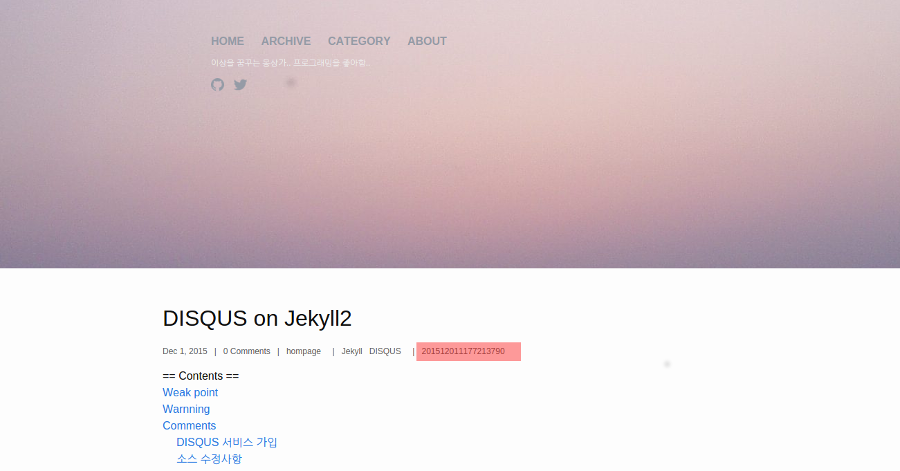 HOME ARCHIVE CATEGORY ABOUT
이상을 꿈꾸는 몽상가.. 프로그래밍을 좋아함..
DISQUS on Jekyll2
Dec 1, 2015 | 0 Comments | hompage | Jekyll DISQUS | 201512011177213790
== Contents ==
Weak point
Warnning
Comments
DISQUS 서비스 가입
소스 수정사항